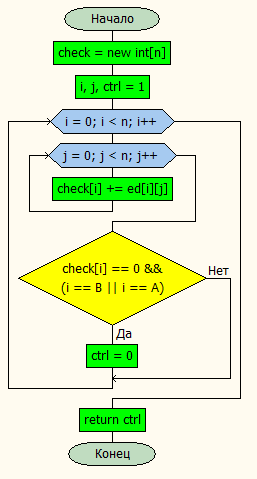 Начало
check = new int[n]
i, j, ctrl = 1
i = 0; i < n; i++
j = 0; j < n; j++
check[i] += ed[i][j]
check[i] == 0 &&
(i == B || i == A)
Нет
Да
ctrl = 0
return ctrl
Конец